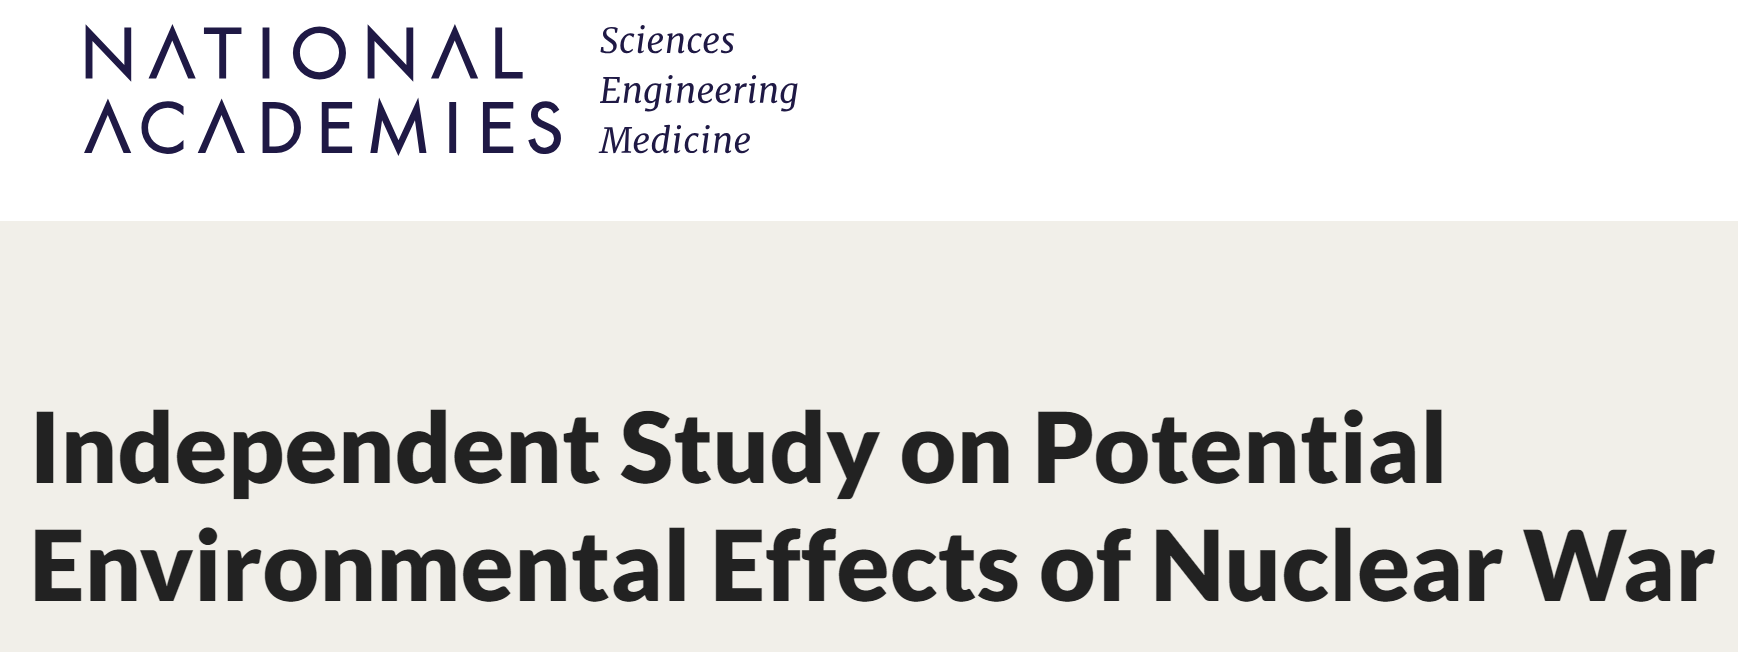 NATIONAL
ACADEMIES
Sciences
Engineering
Medicine
Independent Study on Potential
Environmental Effects of Nuclear War